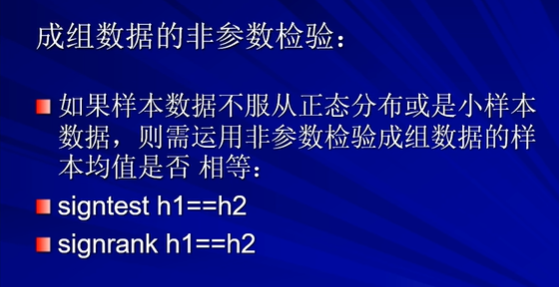 成组数据的非参数检验：
如果样本数据不服从正态分布或是小样本
数据，则需运用非参数检验成组数据的样
本均值是否 相等：
signtest h1==h2
signrank h1==h2